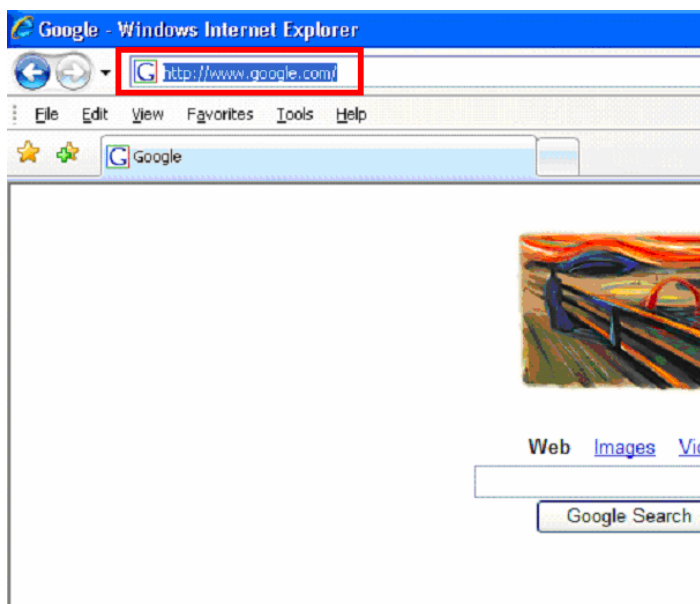 Google - Windows Internet Explorer
http://www.google.com/
File Edit View Favorites Tools Help
Google
Web Images
Google Search